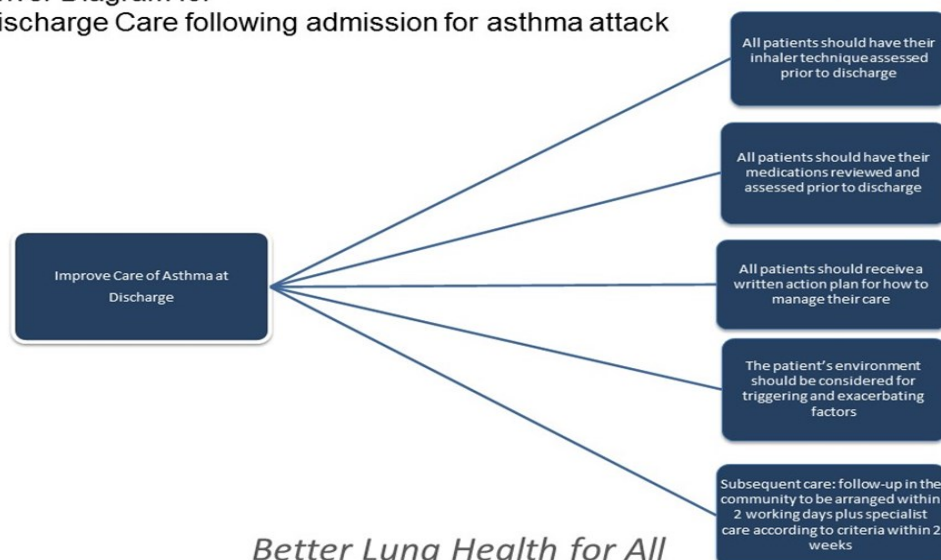 Discharge Care following admission for asthma attack
All patients should have their
inhaler technique assessed
prior to discharge
All patients should have their
medications reviewed and
assessed prior to discharge
Improve Care of Asthma at
Discharge
All patients should receive a
written action plan for how to
manage their care
The patient's environment
should be considered for
triggering and exacerbating
factors
Subsequent care: follow-up in the
community to be arranged within
2 working days plus specialist
care according to criteria within 2
weeks
Better Lung Health for All